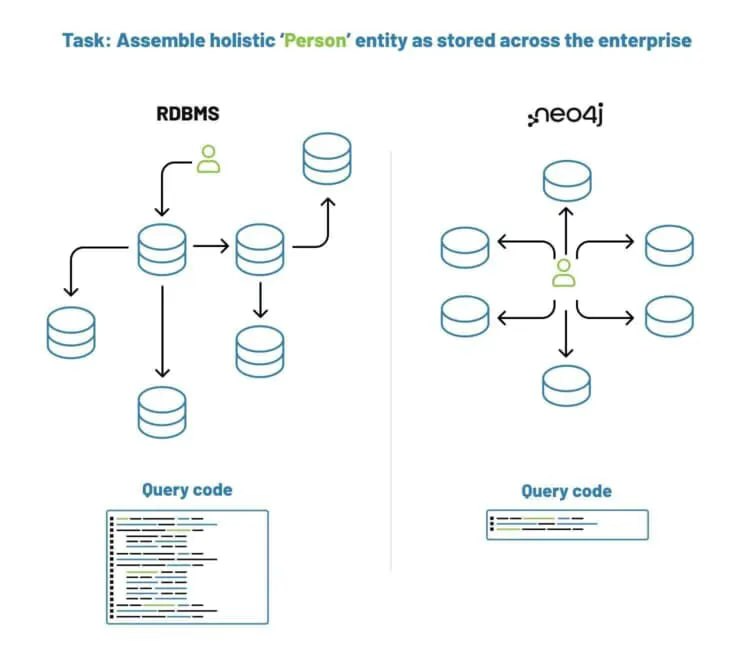 Task: Assemble holistic ‘Person’ entity as stored across the enterprise
RDBMS
neo4j
Query code
Query code